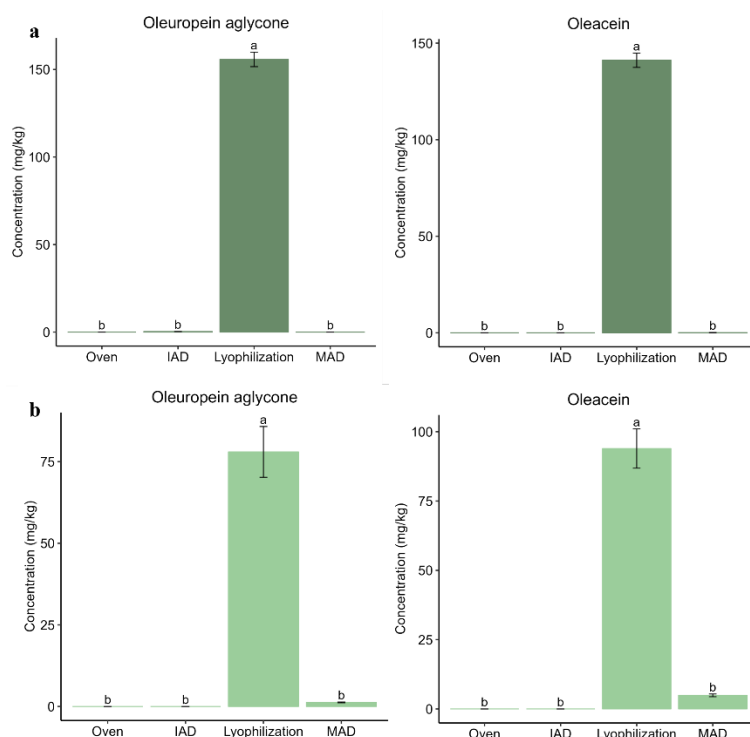 a
Oleuropein aglycone
Concentration (mg/kg)
150
100
50
0
b
b
a
b
Oven IAD Lyophilization MAD
Oleacein
Concentration (mg/kg)
150
100
50
0
b
b
a
b
Oven IAD Lyophilization MAD
b
Oleuropein aglycone
Concentration (mg/kg)
75
50
25
0
b
b
a
b
Oven IAD Lyophilization MAD
Oleacein
Concentration (mg/kg)
100
75
50
25
0
b
b
a
b
Oven IAD Lyophilization MAD